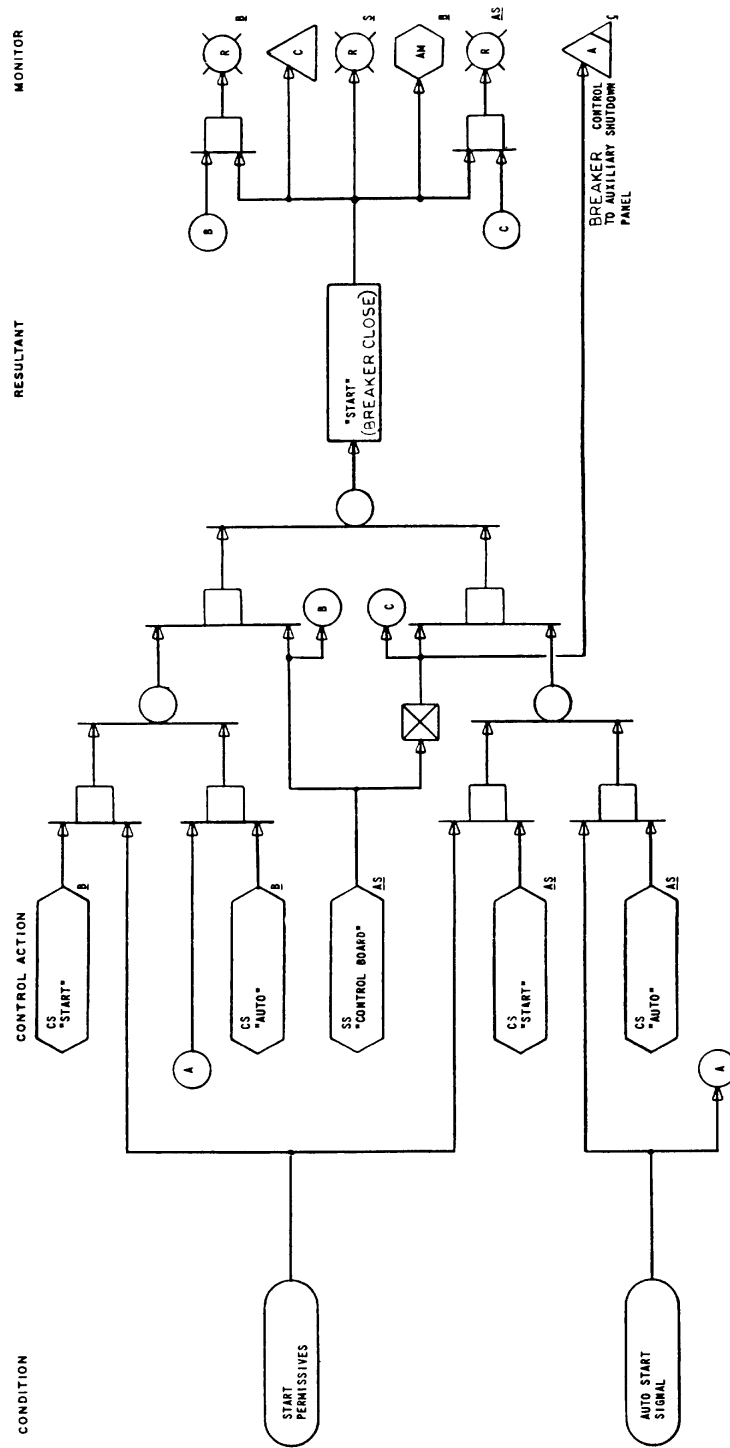 CONDITION
CONTROL ACTION
RESULTANT
MONITOR
START
PERMISSIVES
AUTO START
SIGNAL
CS
"START"
B
A
CS
"AUTO"
B
SS
"CONTROL BOARD"
AS
CS
"START"
AS
CS
"AUTO"
AS
A
B
C
"START"
(BREAKER CLOSE)
B
R
B
C
R
S
AM
B
C
R
AS
A
C
BREAKER CONTROL
TO AUXILIARY SHUTDOWN
PANEL